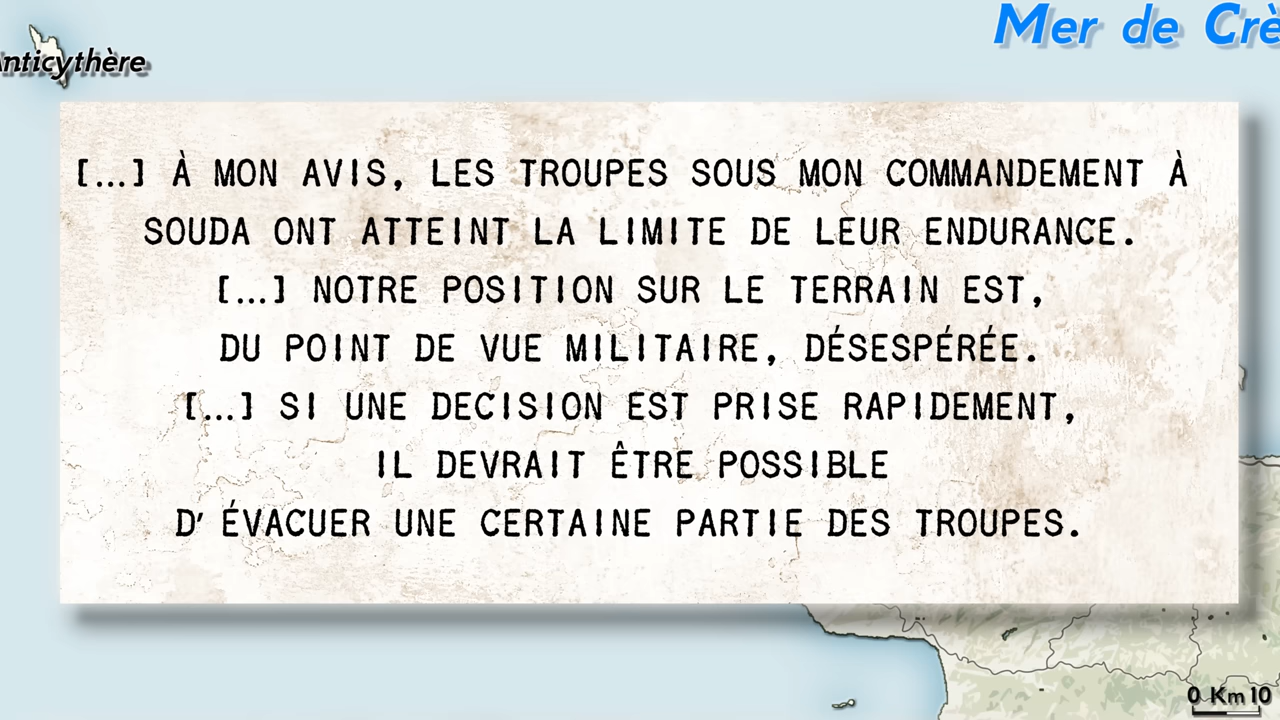 Mer de Crè
nticythère
[...] À MON AVIS, LES TROUPES SOUS MON COMMANDEMENT À
SOUDA ONT ATTEINT LA LIMITE DE LEUR ENDURANCE.
[...] NOTRE POSITION SUR LE TERRAIN EST,
DU POINT DE VUE MILITAIRE, DÉSESPÉRÉE.
[...] SI UNE DECISION EST PRISE RAPIDEMENT,
IL DEVRAIT ÊTRE POSSIBLE
D' ÉVACUER UNE CERTAINE PARTIE DES TROUPES.
0 Km 10